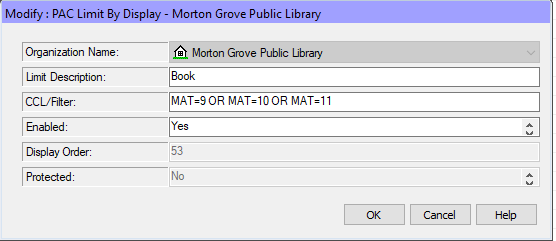 Modify : PAC Limit By Display - Morton Grove Public Library
Organization Name: Morton Grove Public Library
Limit Description: Book
CCL/Filter: MAT=9 OR MAT=10 OR MAT=11
Enabled: Yes
Display Order: 53
Protected: No
OK Cancel Help